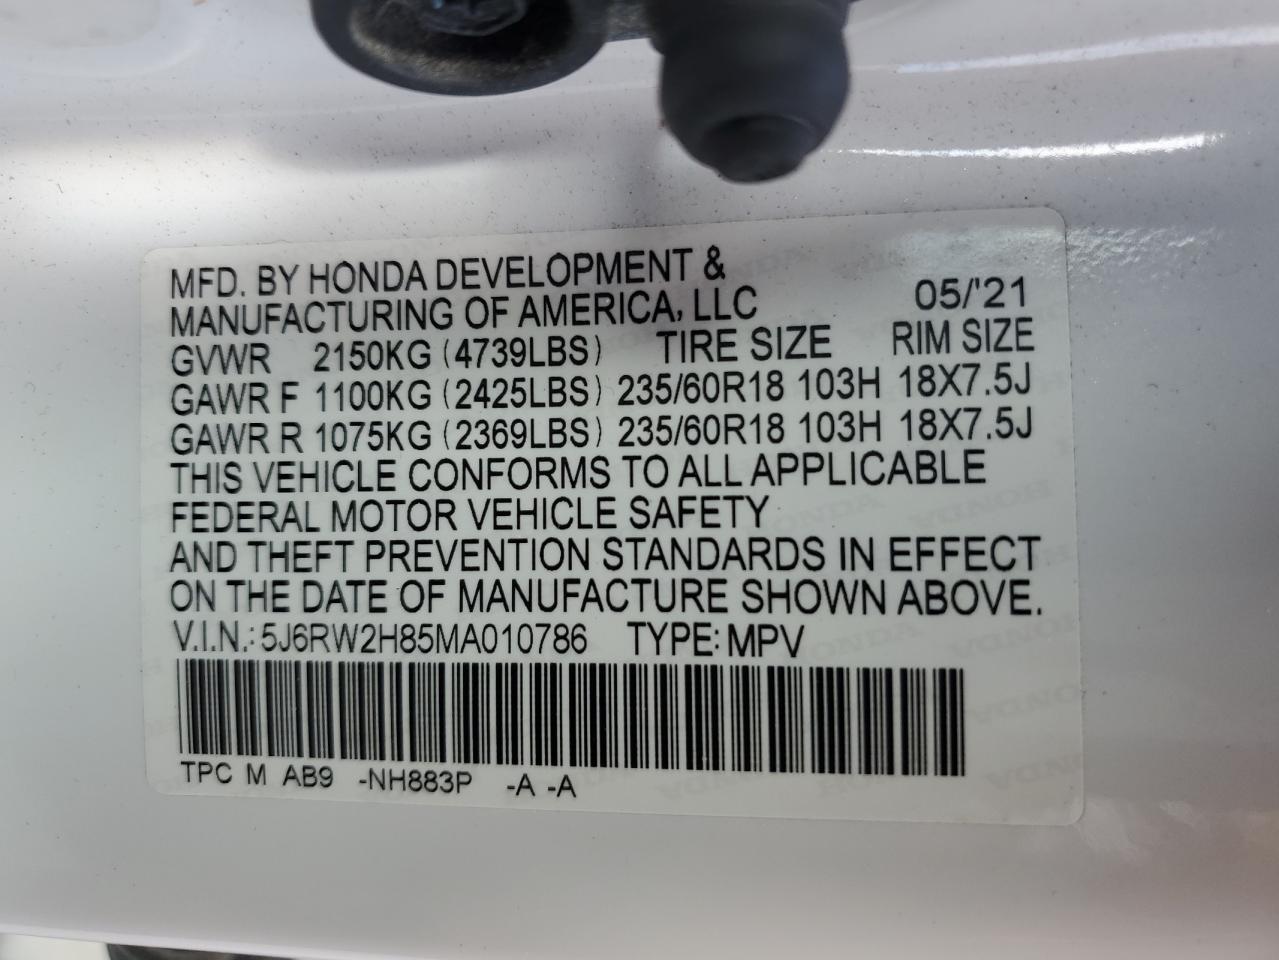 MFD. BY HONDA DEVELOPMENT &
MANUFACTURING OF AMERICA, LLC 05/'21
GVWR 2150KG (4739LBS) TIRE SIZE RIM SIZE
GAWR F 1100KG (2425LBS) 235/60R18 103H 18X7.5J
GAWR R 1075KG (2369LBS) 235/60R18 103H 18X7.5J
THIS VEHICLE CONFORMS TO ALL APPLICABLE
FEDERAL MOTOR VEHICLE SAFETY
AND THEFT PREVENTION STANDARDS IN EFFECT
ON THE DATE OF MANUFACTURE SHOWN ABOVE.
V.I.N.: 5J6RW2H85MA010786 TYPE: MPV
TPC M AB9 -NH883P -A -A